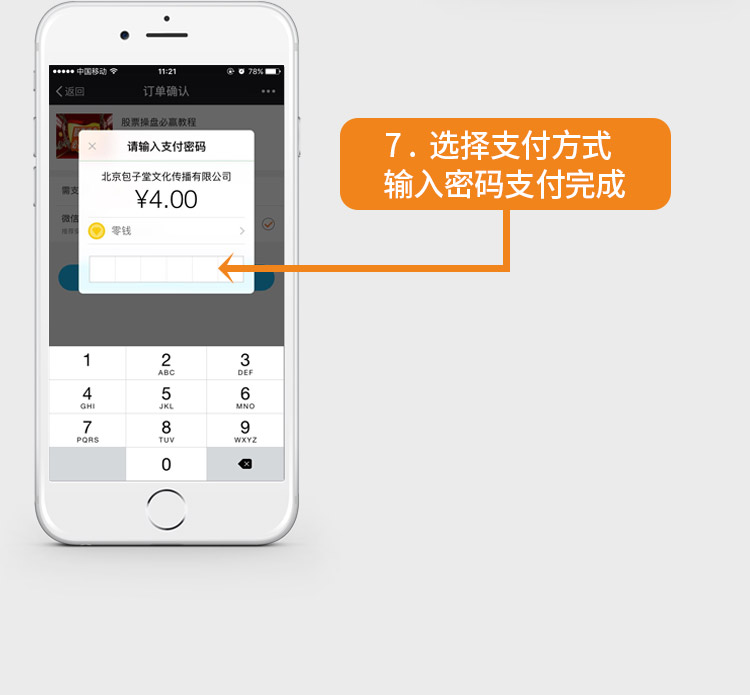 中国移动 11:21 78%
返回 订单确认
股票操盘必赢教程
请输入支付密码
北京包子堂文化传播有限公司
¥4.00
需支
微信
零钱
1 2 3
ABC DEF
4 5 6
GHI JKL MNO
7 8 9
PQRS TUV WXYZ
0
7. 选择支付方式
输入密码支付完成